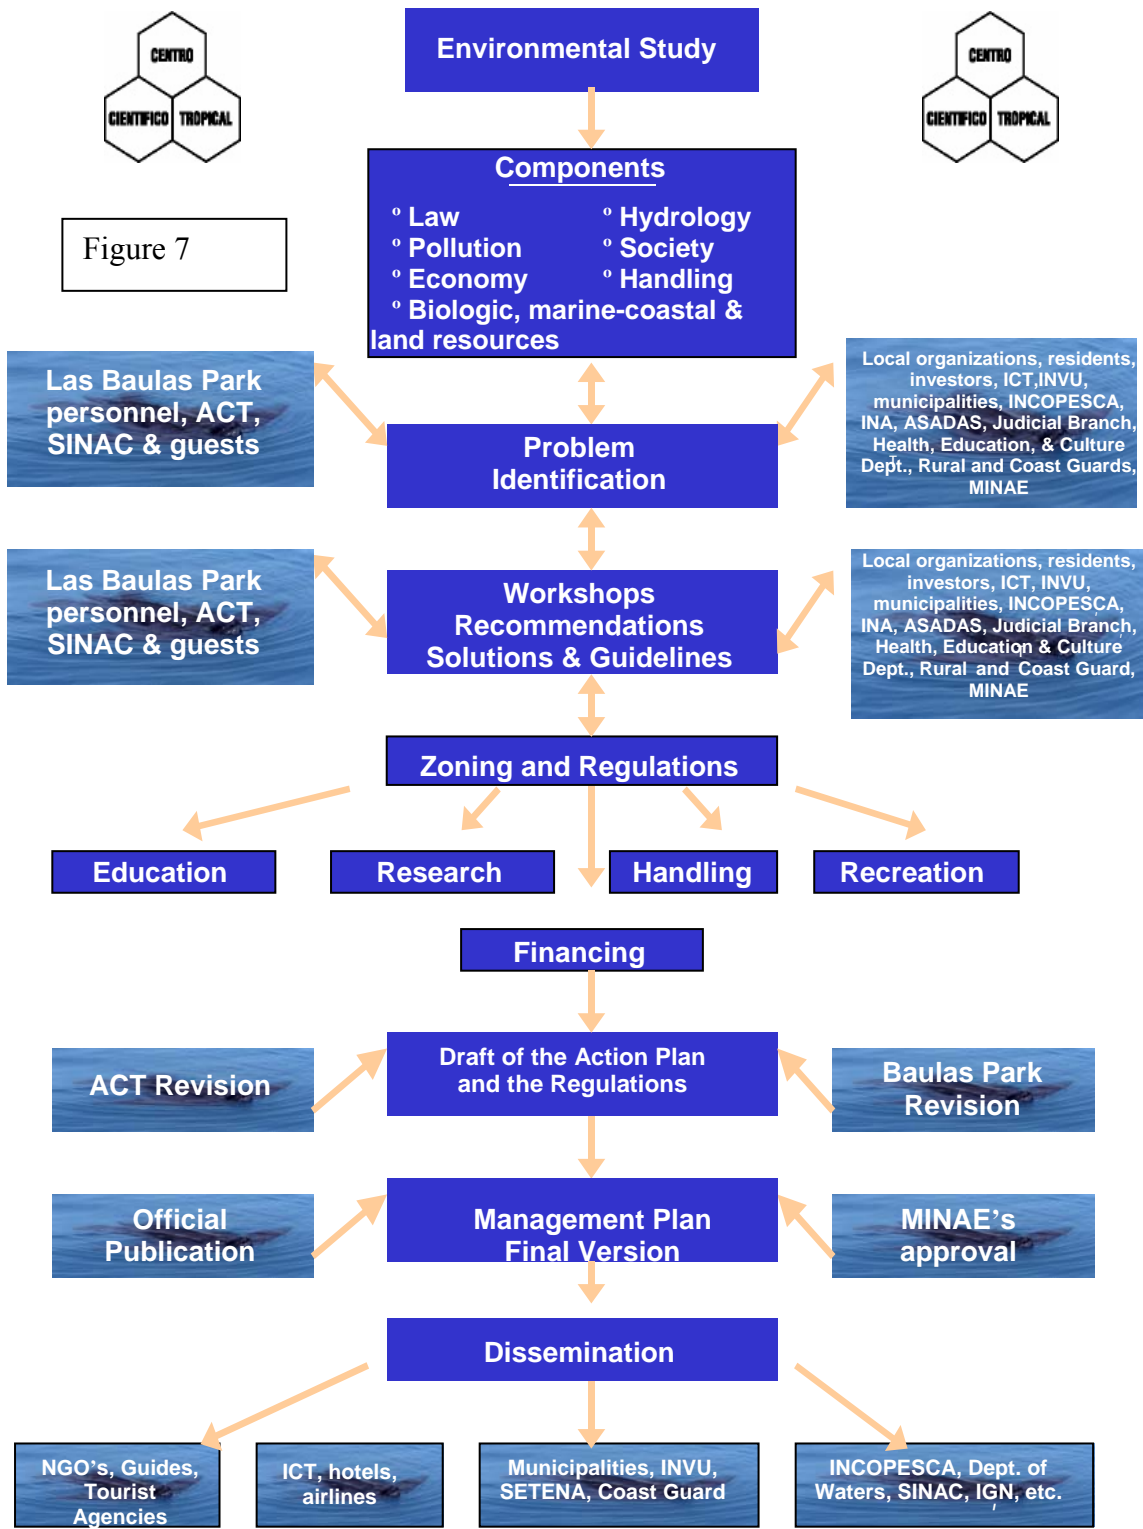 CENTRO
CIENTIFICO TROPICAL
Environmental Study
CENTRO
CIENTIFICO TROPICAL
Figure 7
Components
º Law
º Hydrology
º Pollution
º Society
º Economy
º Handling
º Biologic, marine-coastal &
land resources
Las Baulas Park
personnel, ACT,
SINAC & guests
Problem
Identification
Local organizations, residents,
investors, ICT,INVU,
municipalities, INCOPESCA,
INA, ASADAS, Judicial Branch,
Health, Education, & Culture
Dept., Rural and Coast Guards,
MINAE
Las Baulas Park
personnel, ACT,
SINAC & guests
Workshops
Recommendations
Solutions & Guidelines
Local organizations, residents,
investors, ICT, INVU,
municipalities, INCOPESCA,
INA, ASADAS, Judicial Branch,
Health, Education & Culture
Dept., Rural and Coast Guard,
MINAE
Zoning and Regulations
Education
Research
Handling
Recreation
Financing
ACT Revision
Draft of the Action Plan
and the Regulations
Baulas Park
Revision
Official
Publication
Management Plan
Final Version
MINAE's
approval
Dissemination
NGO's, Guides,
Tourist
Agencies
ICT, hotels,
airlines
Municipalities, INVU,
SETENA, Coast Guard
INCOPESCA, Dept. of
Waters, SINAC, IGN, etc.